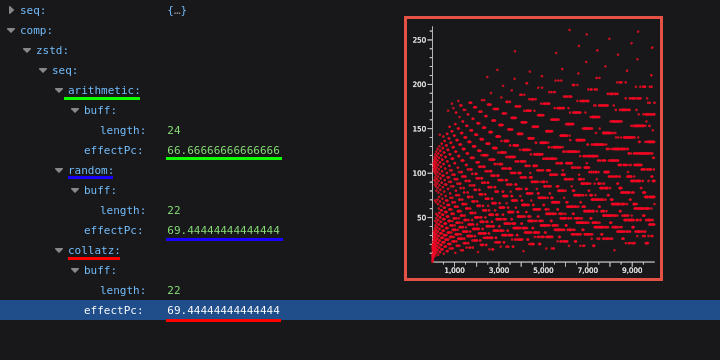 seq: {…}
comp:
zstd:
seq:
arithmetic:
buff:
length: 24
effectPc: 66.66666666666666
random:
buff:
length: 22
effectPc: 69.44444444444444
collatz:
buff:
length: 22
effectPc: 69.44444444444444
250
200
150
100
50
1,000 3,000 5,000 7,000 9,000